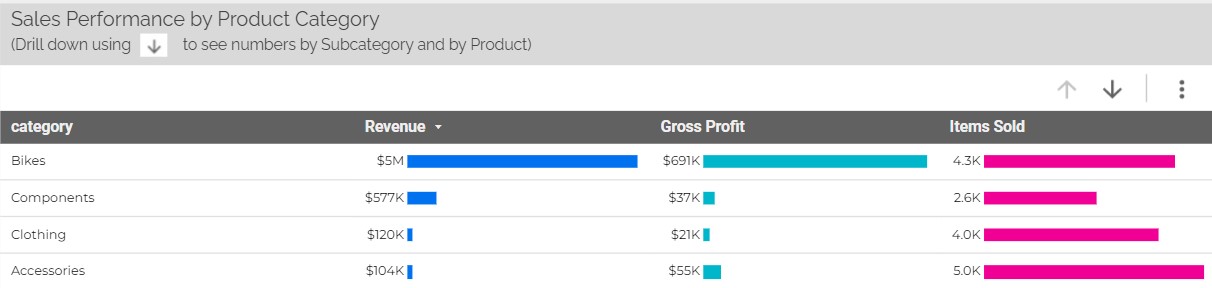 Sales Performance by Product Category
(Drill down using to see numbers by Subcategory and by Product)
category Revenue Gross Profit Items Sold
Bikes $5M $691K 4.3K
Components $577K $37K 2.6K
Clothing $120K $21K 4.0K
Accessories $104K $55K 5.0K